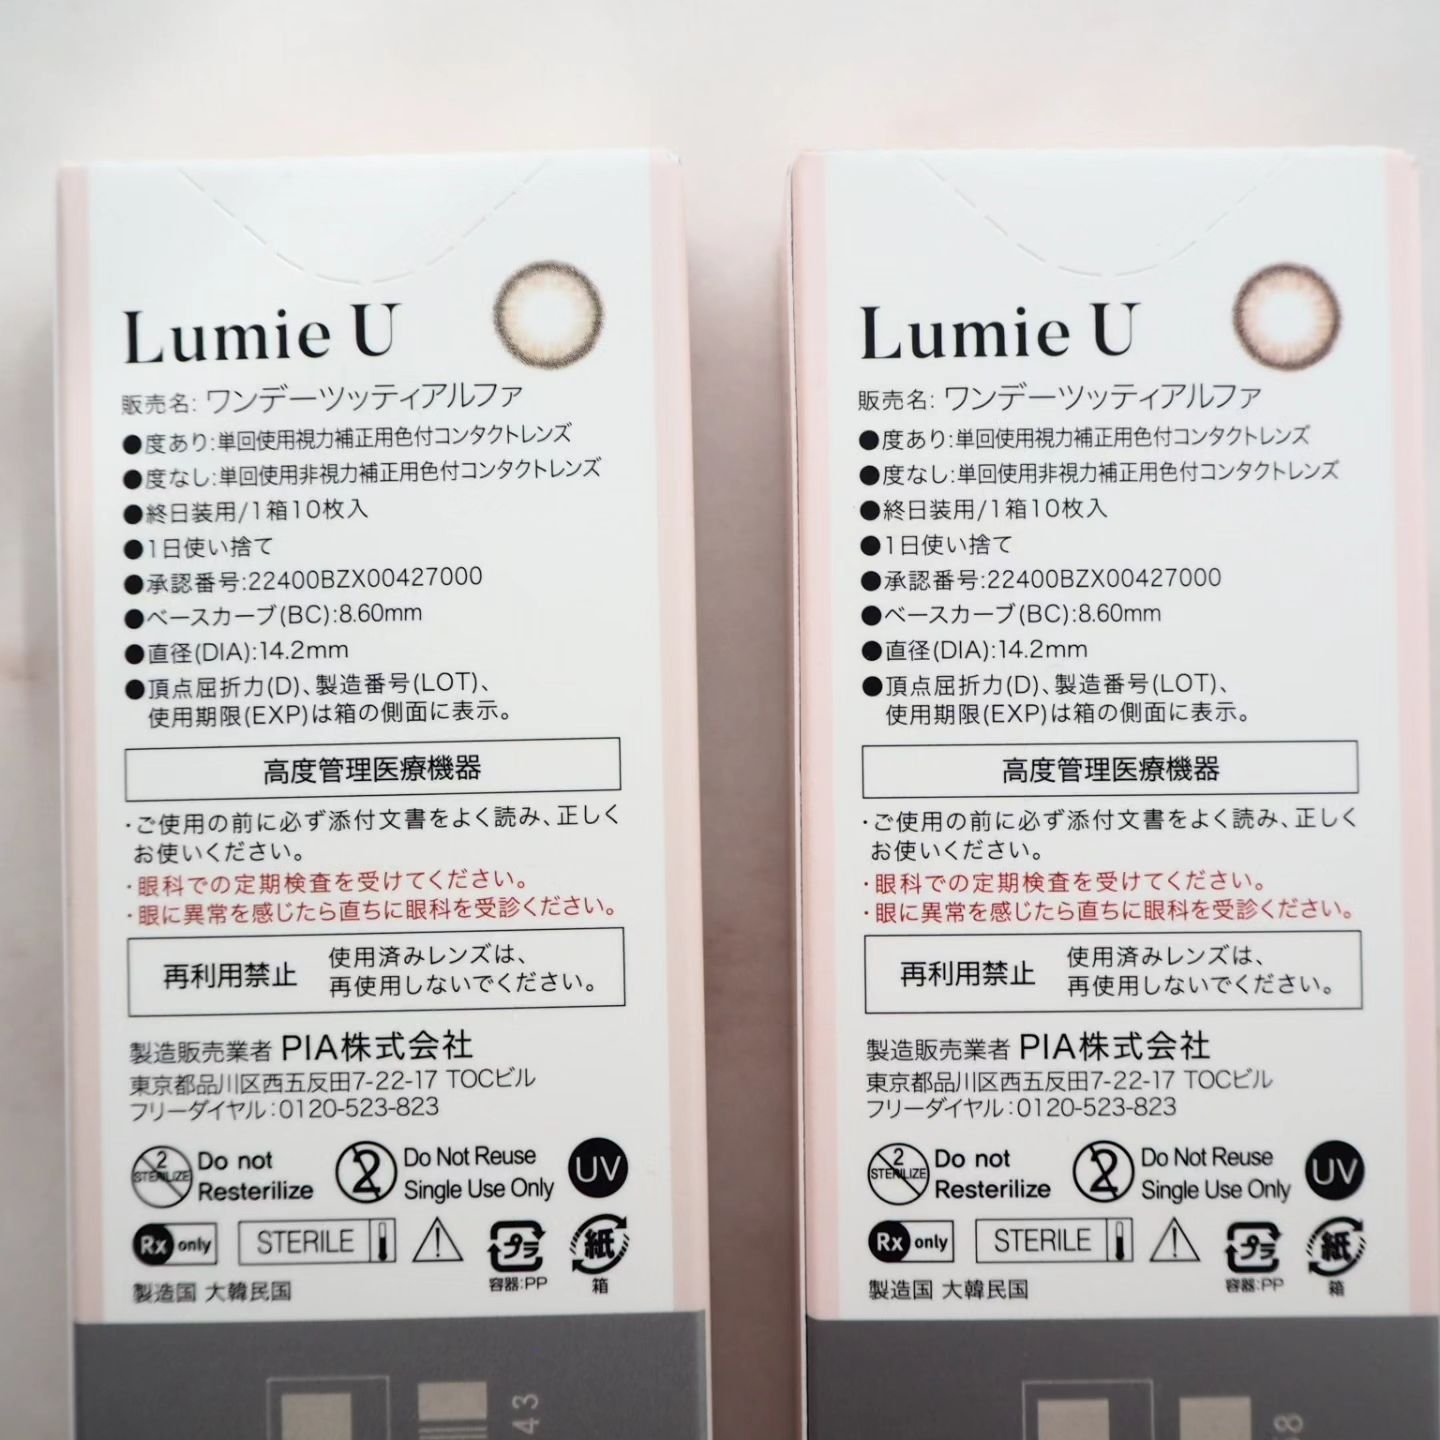 Lumie U
販売名: ワンデーツッティアルファ
●度あり:単回使用視力補正用色付コンタクトレンズ
●度なし:単回使用非視力補正用色付コンタクトレンズ
●終日装用/1箱10枚入
●1日使い捨て
●承認番号:22400BZX00427000
●ベースカーブ(BC):8.60mm
●直径(DIA):14.2mm
●頂点屈折力(D)、製造番号(LOT)、
使用期限(EXP)は箱の側面に表示。
高度管理医療機器
・ご使用の前に必ず添付文書をよく読み、正しく
お使いください。
・眼科での定期検査を受けてください。
・眼に異常を感じたら直ちに眼科を受診ください。
再利用禁止
使用済みレンズは、
再使用しないでください。
製造販売業者 PIA株式会社
東京都品川区西五反田7-22-17 TOCビル
フリーダイヤル:0120-523-823
2
STERILIZE
Do not
Resterilize
2
Do Not Reuse
Single Use Only
UV
Rx only
STERILE
プラ
容器:PP
紙
箱
製造国 大韓民国
43
Lumie U
販売名: ワンデーツッティアルファ
●度あり:単回使用視力補正用色付コンタクトレンズ
●度なし:単回使用非視力補正用色付コンタクトレンズ
●終日装用/1箱10枚入
●1日使い捨て
●承認番号:22400BZX00427000
●ベースカーブ(BC):8.60mm
●直径(DIA):14.2mm
●頂点屈折力(D)、製造番号(LOT)、
使用期限(EXP)は箱の側面に表示。
高度管理医療機器
・ご使用の前に必ず添付文書をよく読み、正しく
お使いください。
・眼科での定期検査を受けてください。
・眼に異常を感じたら直ちに眼科を受診ください。
再利用禁止
使用済みレンズは、
再使用しないでください。
製造販売業者 PIA株式会社
東京都品川区西五反田7-22-17 TOCビル
フリーダイヤル:0120-523-823
2
STERILIZE
Do not
Resterilize
2
Do Not Reuse
Single Use Only
UV
Rx only
STERILE
プラ
容器:PP
紙
箱
製造国 大韓民国